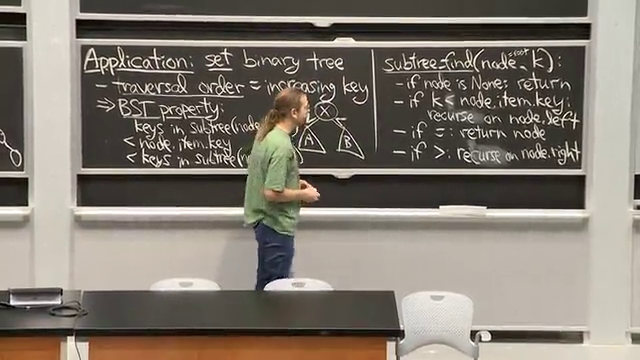 Application: set binary tree
- traversal order = increasing key
⇒ BST property:
keys in subtree(node
< node.item.key
< keys in subtree(nod
X
A
B
subtree_find(node, k)
=root
- if node is None: return
- if k < node.item.key:
recurse on node.left
- if =: return node
- if >: recurse on node.right